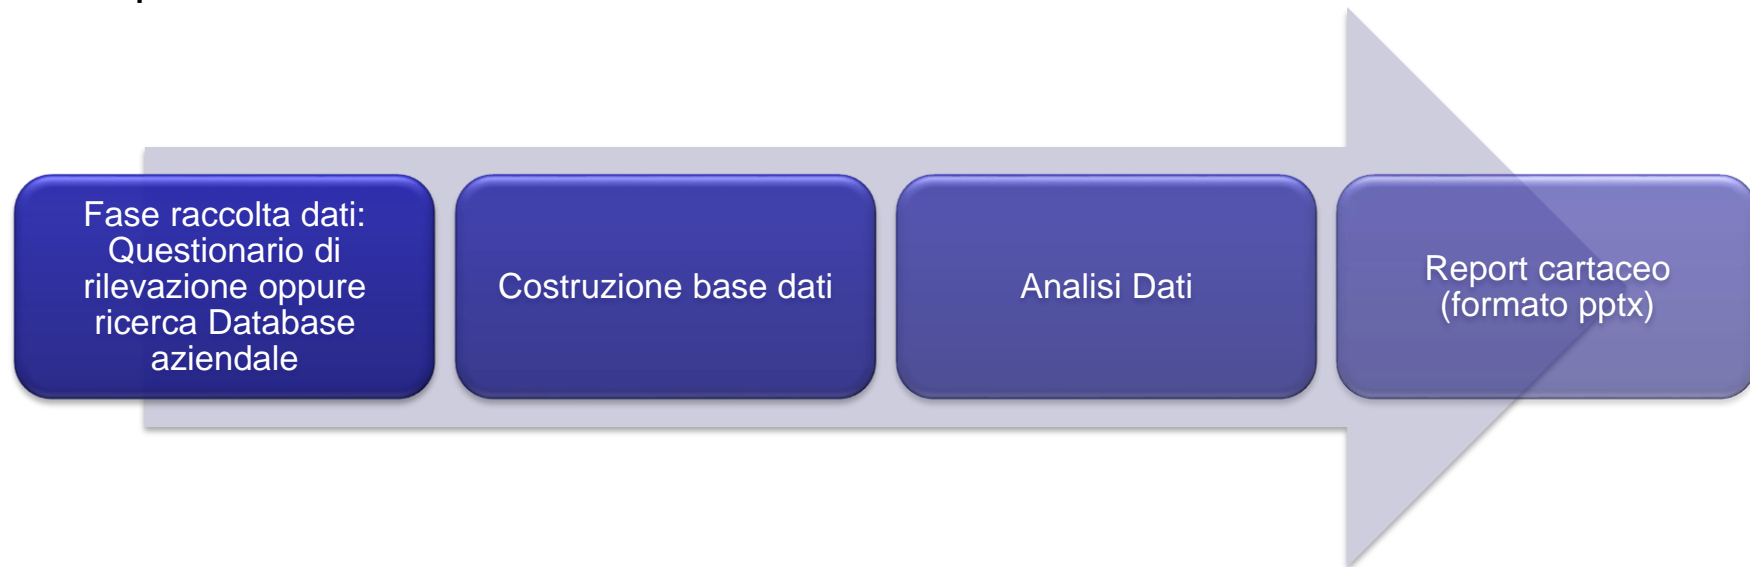 Fase raccolta dati:
Questionario di
rilevazione oppure
ricerca Database
aziendale
Costruzione base dati
Analisi Dati
Report cartaceo
(formato pptx)